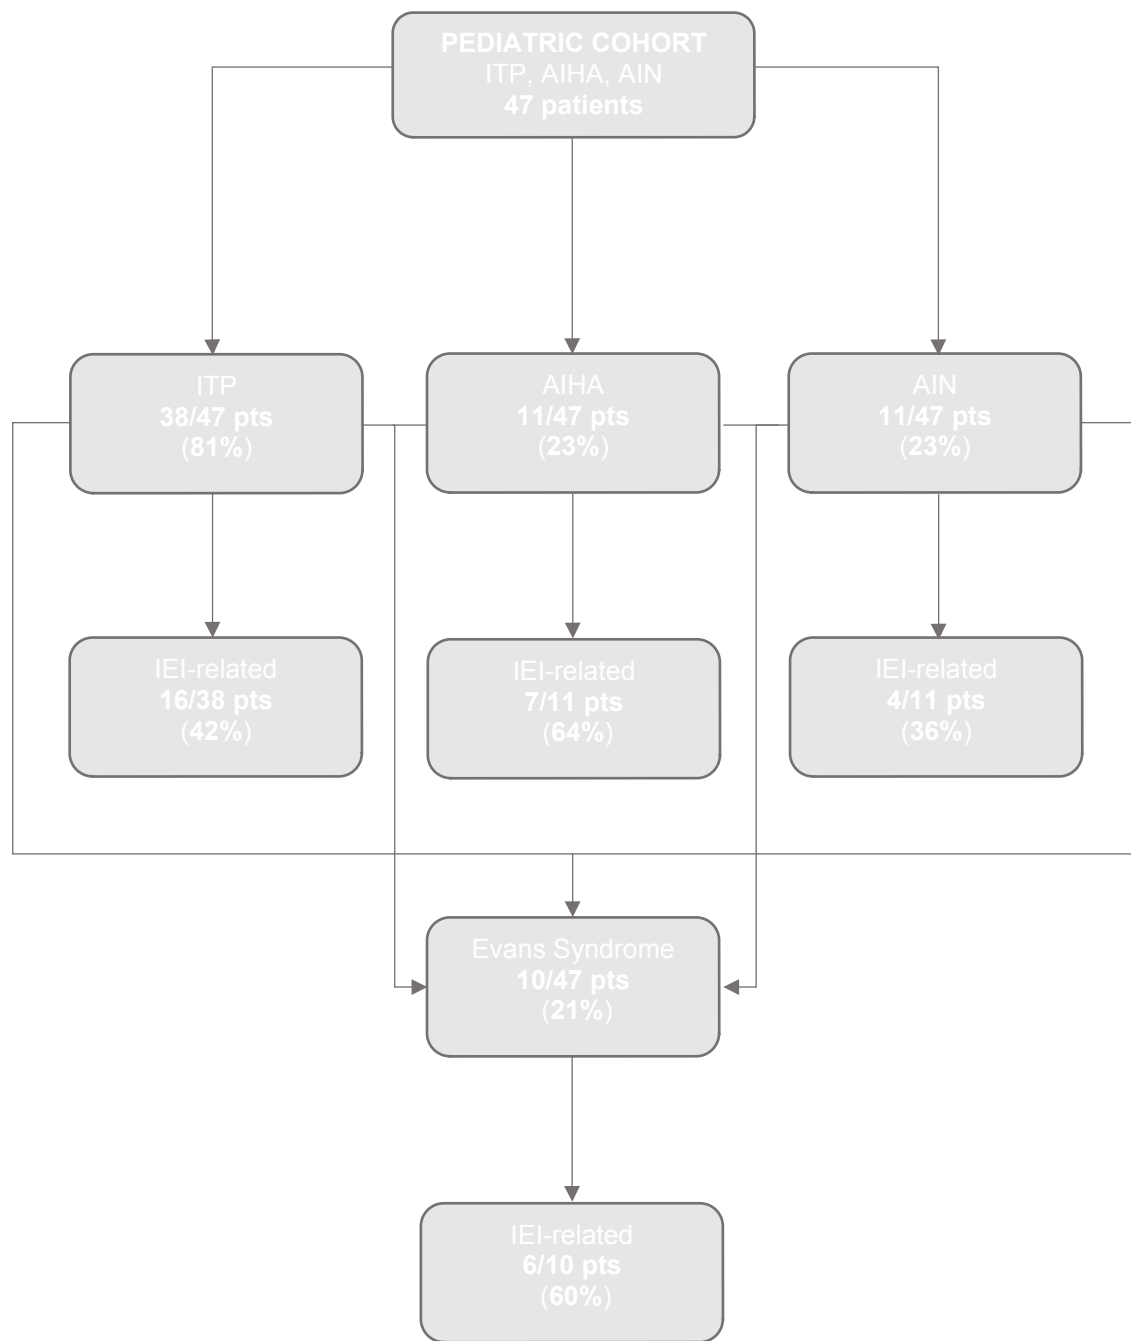 PEDIATRIC COHORT
ITP, AIHA, AIN
47 patients
ITP
38/47 pts
(81%)
AIHA
11/47 pts
(23%)
AIN
11/47 pts
(23%)
IEI-related
16/38 pts
(42%)
IEI-related
7/11 pts
(64%)
IEI-related
4/11 pts
(36%)
Evans Syndrome
10/47 pts
(21%)
IEI-related
6/10 pts
(60%)